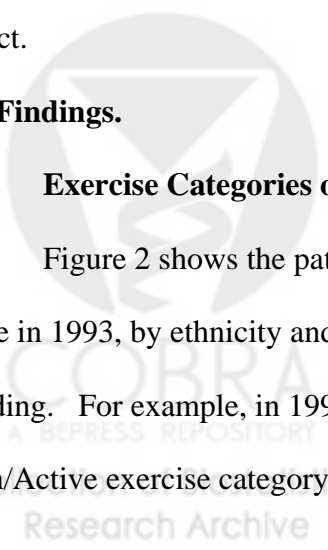 ct.
Findings.
Exercise Categories o
Figure 2 shows the pat
e in 1993, by ethnicity and
COBRA
ding. For example, in 199
A BEPRESS REPOSITORY
n/Active exercise category
Research Archive